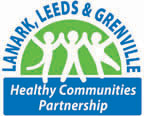 LANARK, LEEDS & GRENVILLE
Healthy Communities
Partnership